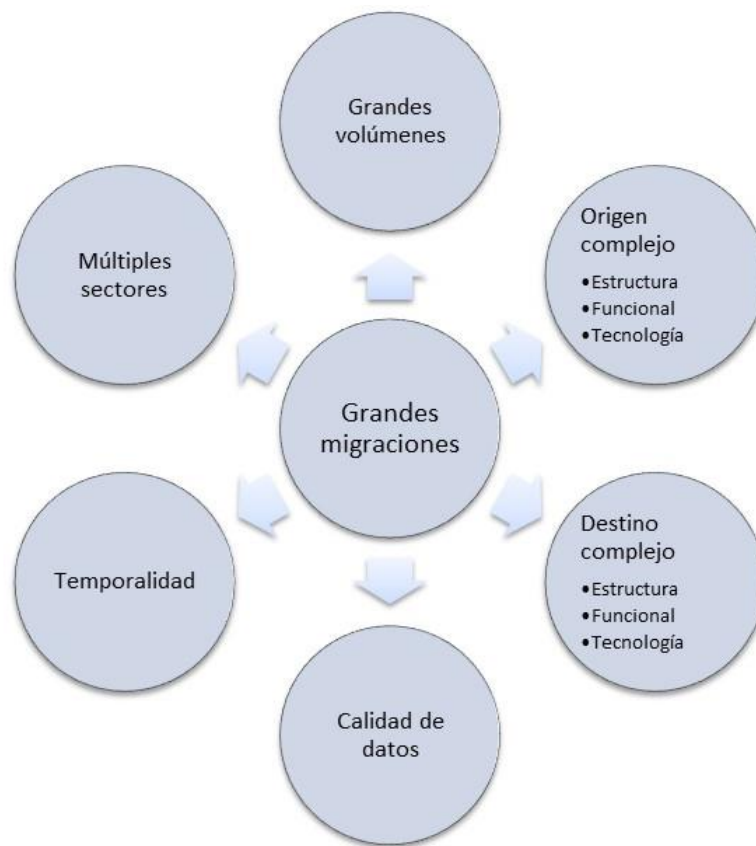 Grandes
volúmenes
Múltiples
sectores
Origen
complejo
•Estructura
•Funcional
•Tecnología
Grandes
migraciones
Temporalidad
Destino
complejo
•Estructura
•Funcional
•Tecnología
Calidad de
datos